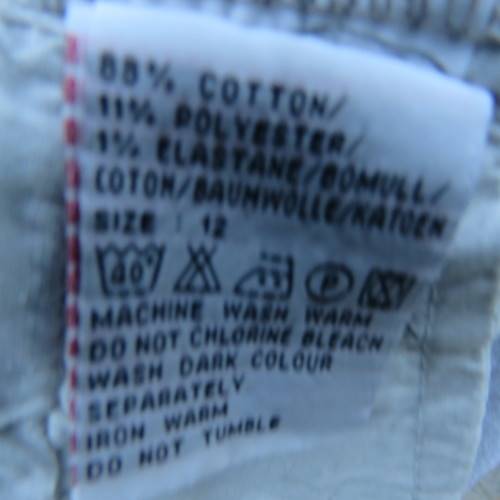 88% COTTON/
11% POLYESTER/
1% ELASTANE/BOMULL/
COTON/BAUMWOLLE/KATOEN
SIZE : 12
40°
P
MACHINE WASH WARM
DO NOT CHLORINE BLEACH
WASH DARK COLOUR
SEPARATELY
IRON WARM
DO NOT TUMBLE